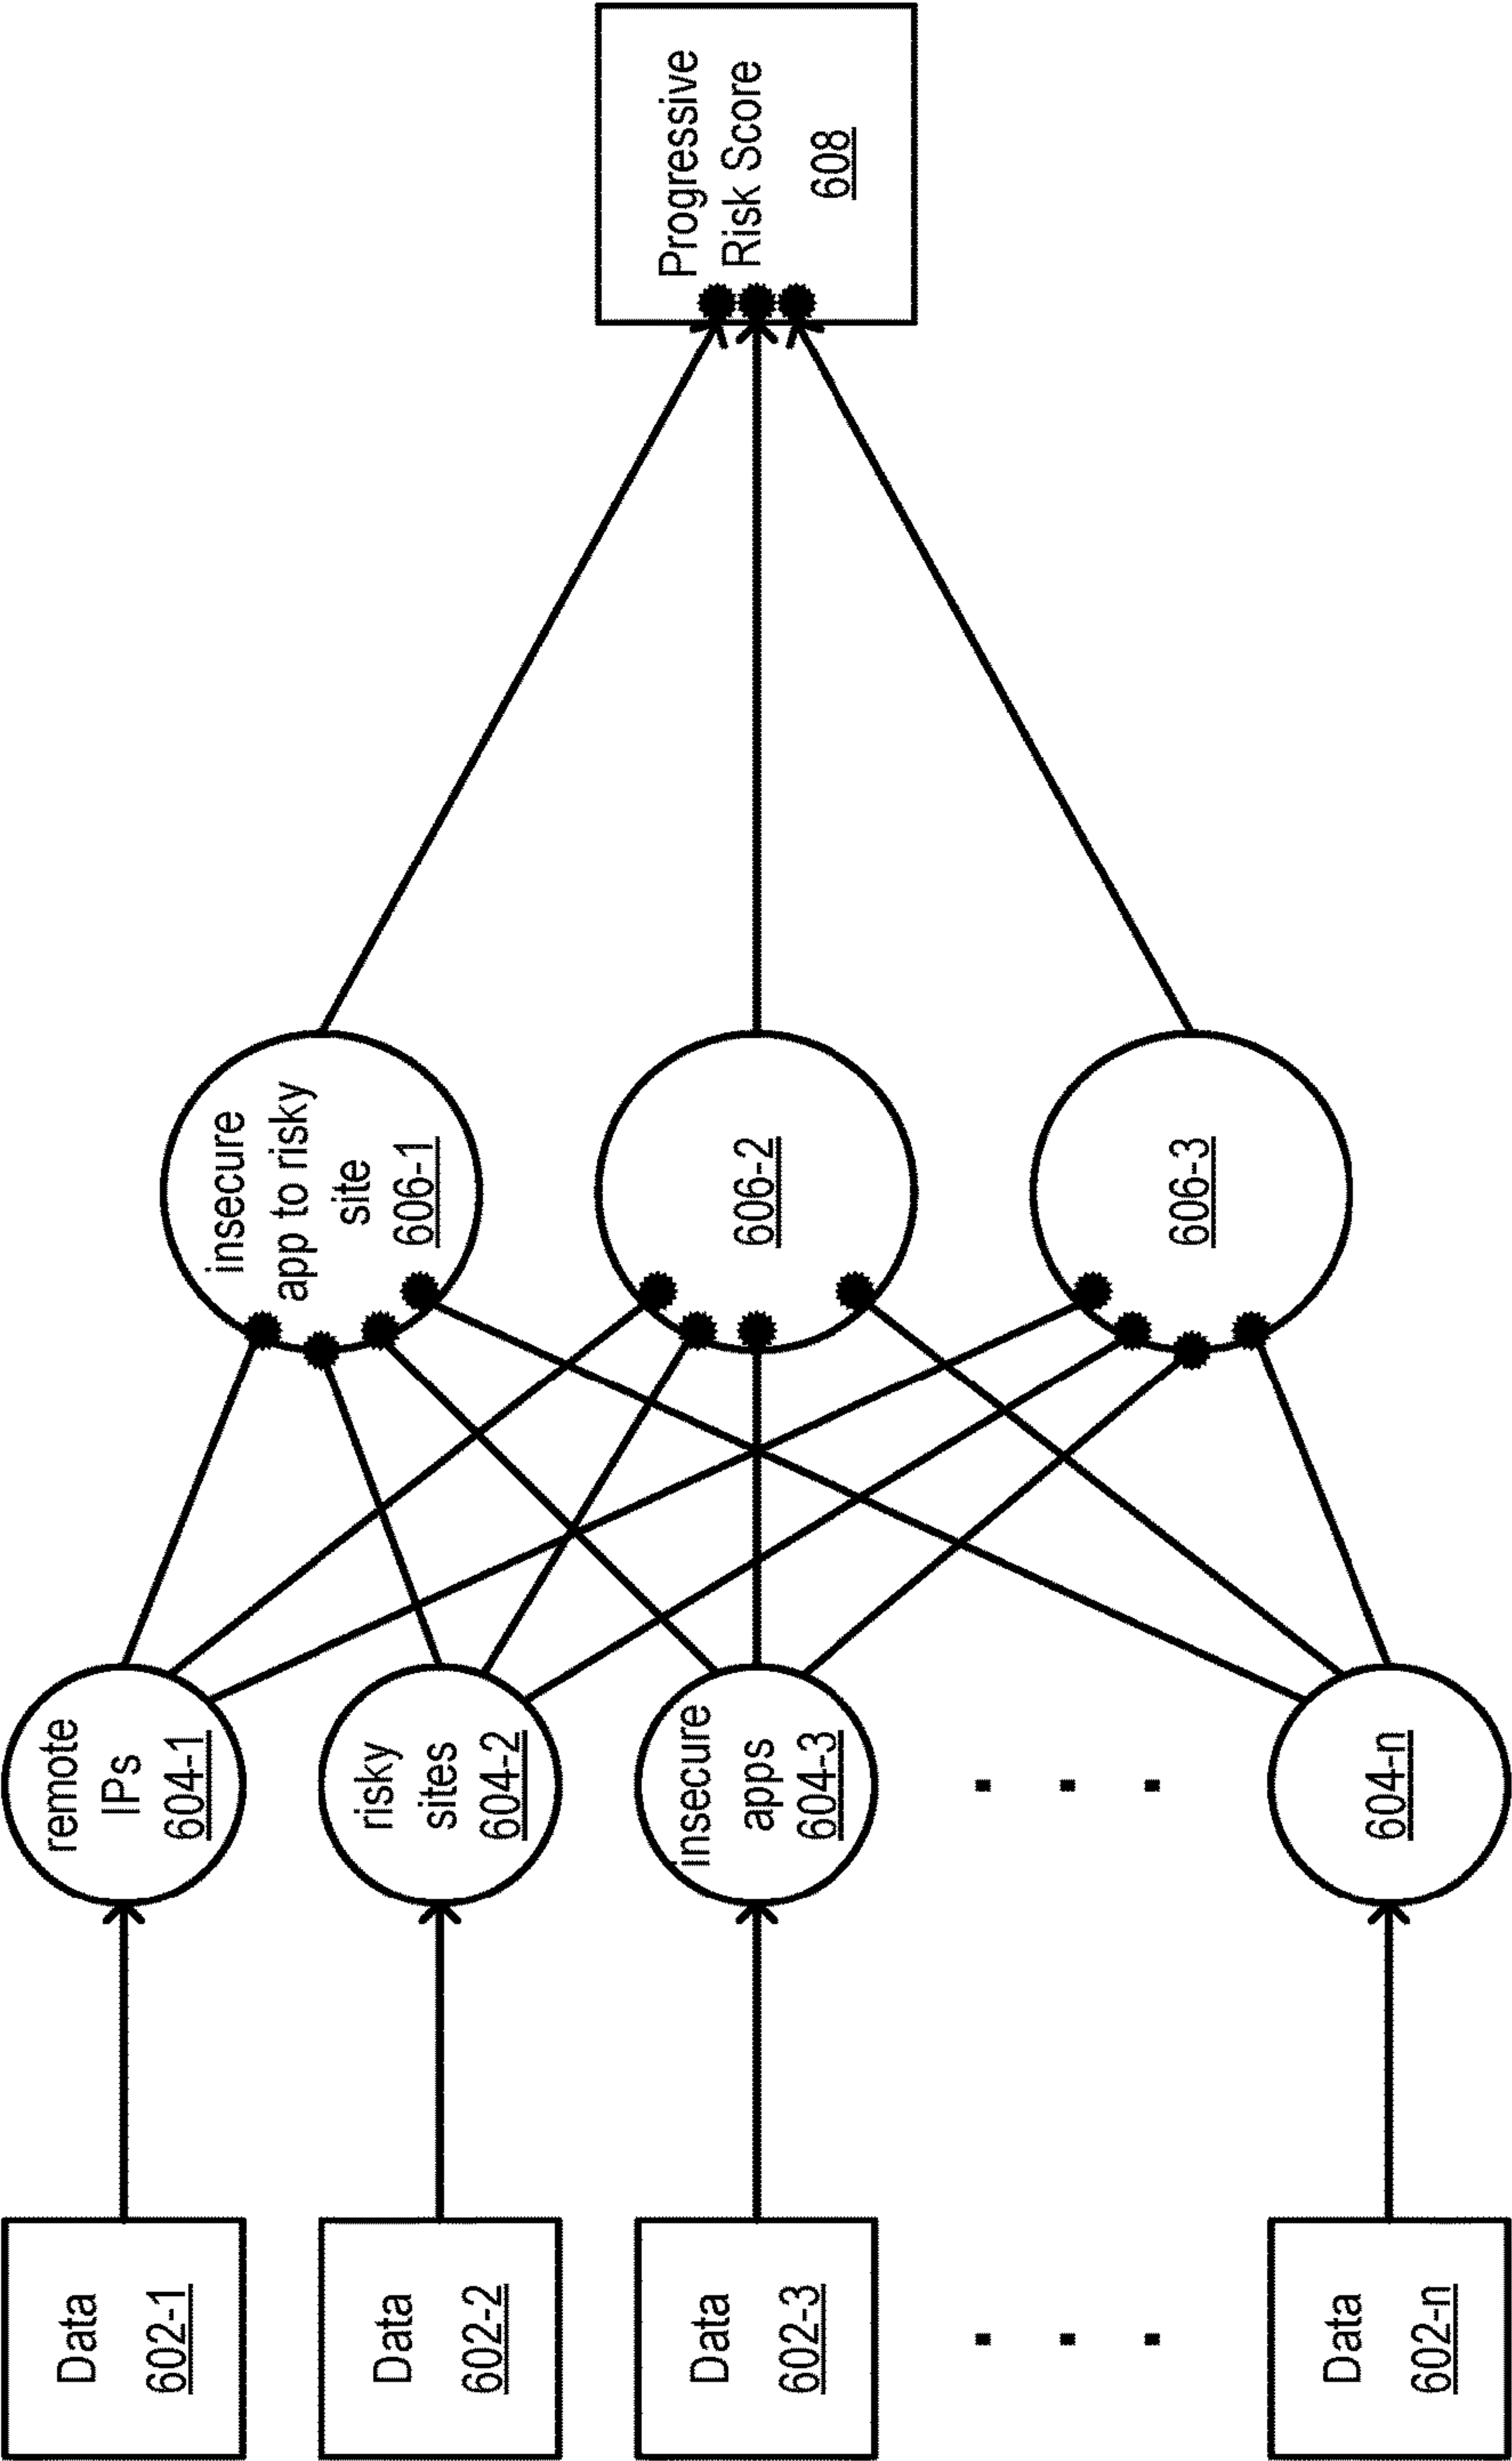 Data
602-1
Data
602-2
Data
602-3
Data
602-n
remote
IPs
604-1
risky
sites
604-2
insecure
apps
604-3
604-n
insecure
app to risky
site
606-1
606-2
606-3
Progressive
Risk Score
608